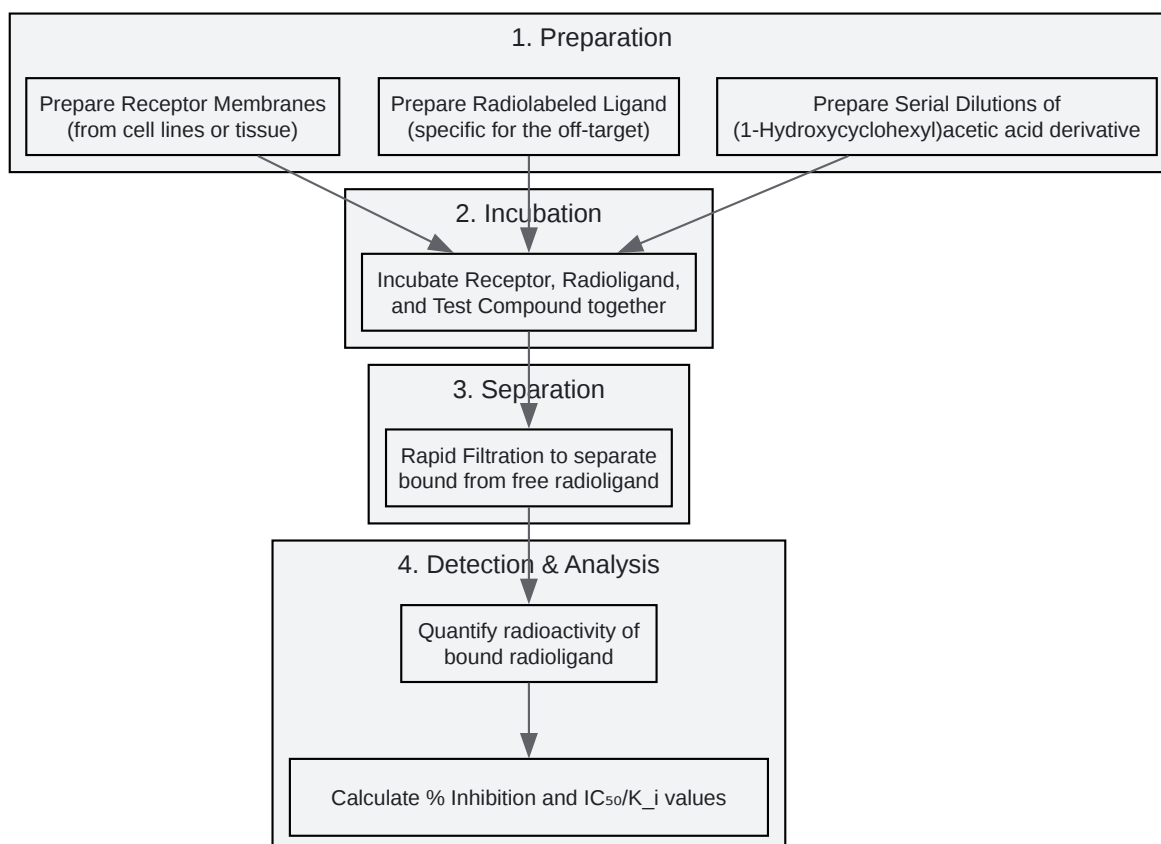 1. Preparation
Prepare Receptor Membranes
(from cell lines or tissue)
Prepare Radiolabeled Ligand
(specific for the off-target)
Prepare Serial Dilutions of
(1-Hydroxycyclohexyl)acetic acid derivative
2. Incubation
Incubate Receptor, Radioligand,
and Test Compound together
3. Separation
Rapid Filtration to separate
bound from free radioligand
4. Detection & Analysis
Quantify radioactivity of
bound radioligand
Calculate % Inhibition and IC₅₀/K_i values